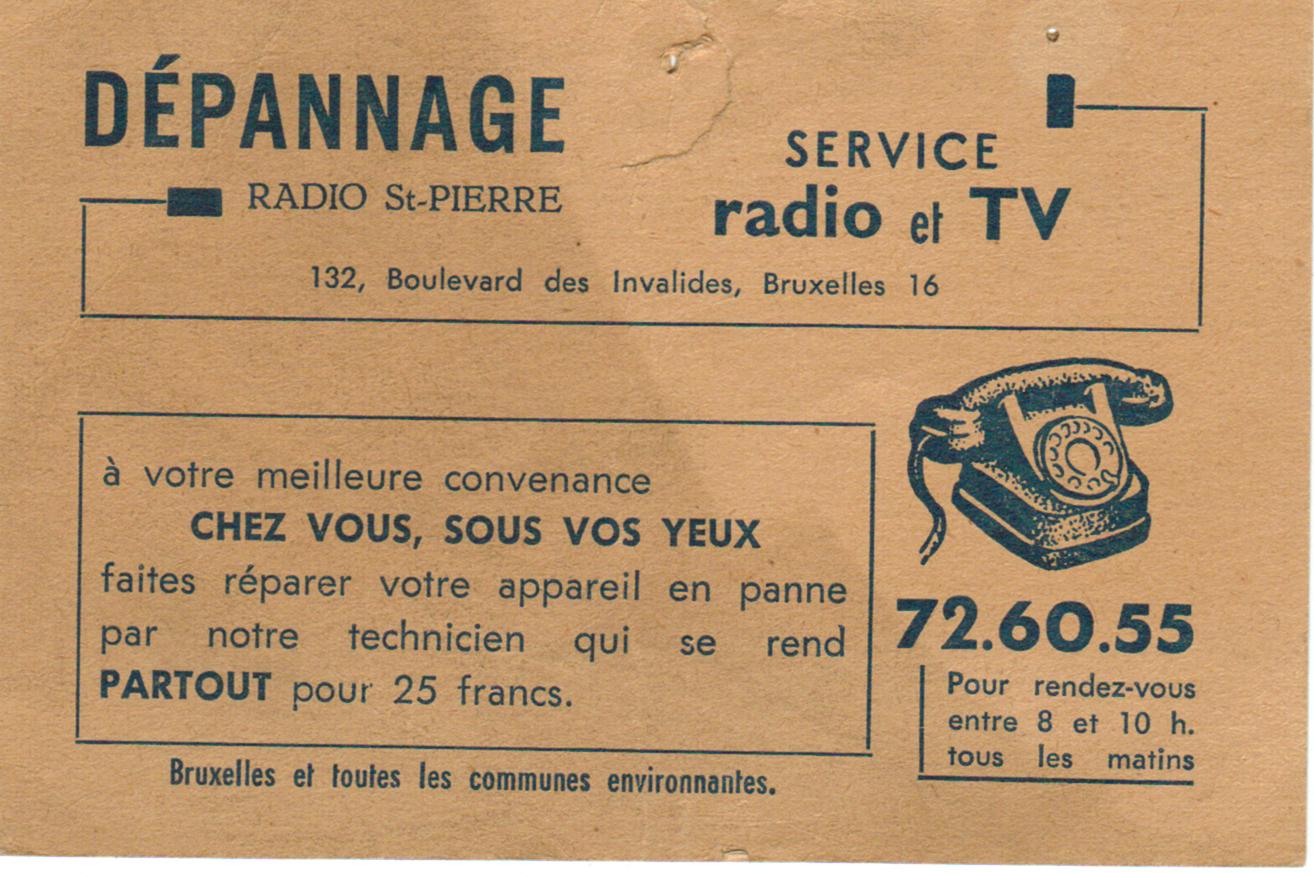 DÉPANNAGE
RADIO St-PIERRE
SERVICE
radio et TV
132, Boulevard des Invalides, Bruxelles 16
à votre meilleure convenance
CHEZ VOUS, SOUS VOS YEUX
faites réparer votre appareil en panne
par notre technicien qui se rend
PARTOUT pour 25 francs.
Bruxelles et toutes les communes environnantes.
72.60.55
Pour rendez-vous
entre 8 et 10 h.
tous les matins